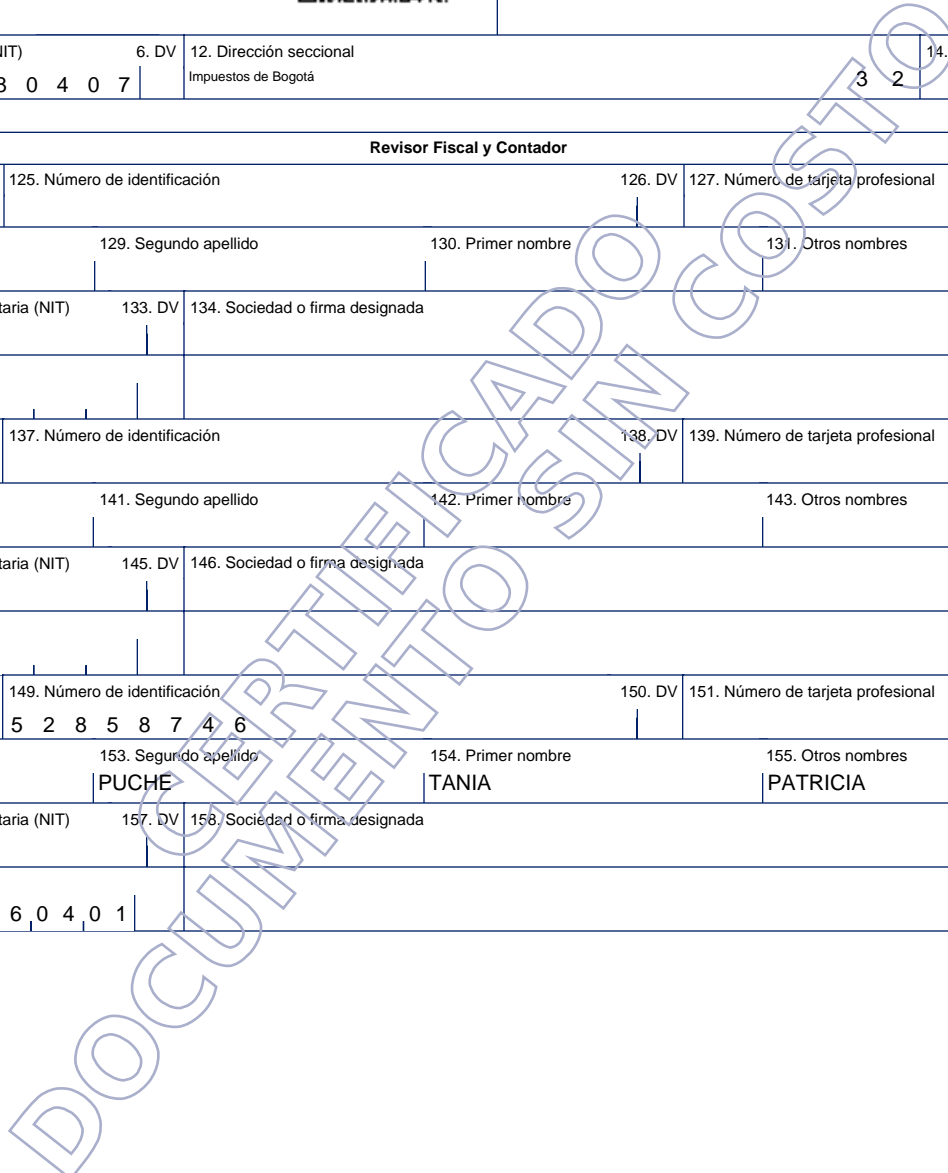 IT) 6. DV 12. Dirección seccional 14.
3 0 4 0 7 Impuestos de Bogotá 3 2
Revisor Fiscal y Contador
125. Número de identificación 126. DV 127. Número de tarjeta profesional
129. Segundo apellido 130. Primer nombre 131. Otros nombres
taria (NIT) 133. DV 134. Sociedad o firma designada
137. Número de identificación 138. DV 139. Número de tarjeta profesional
141. Segundo apellido 142. Primer nombre 143. Otros nombres
taria (NIT) 145. DV 146. Sociedad o firma designada
149. Número de identificación 150. DV 151. Número de tarjeta profesional
5 2 8 5 8 7 4 6
153. Segundo apellido 154. Primer nombre 155. Otros nombres
PUCHE TANIA PATRICIA
taria (NIT) 157. DV 158. Sociedad o firma designada
6 0 4 0 1
CERTIFICADO
DOCUMENTO SIN COSTO